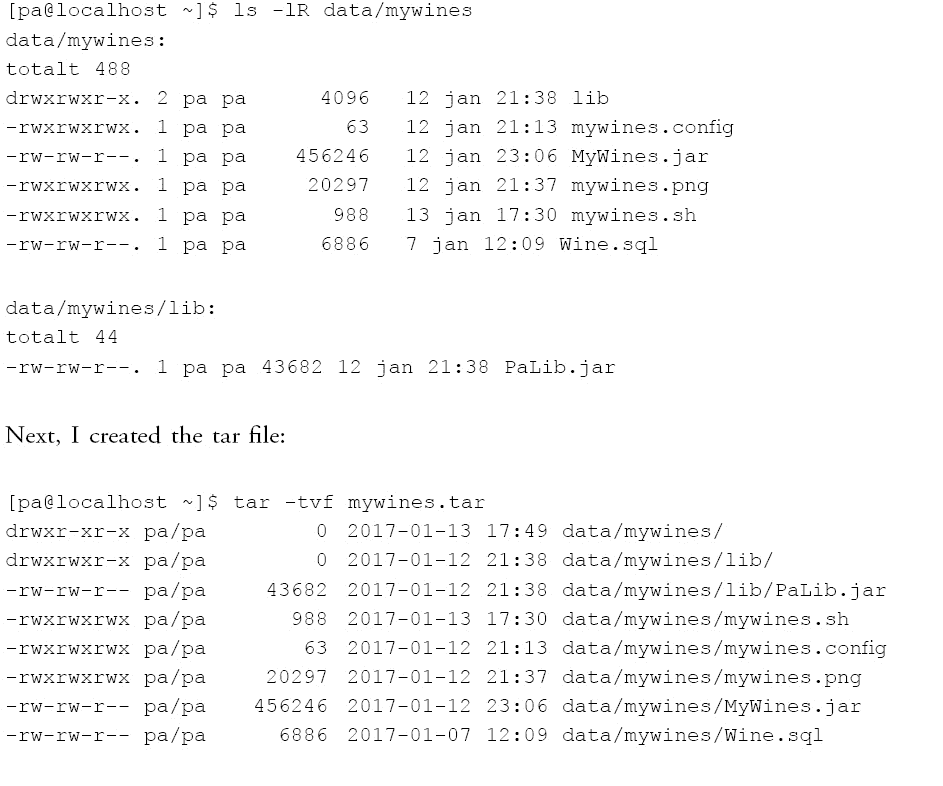 [pa@localhost ~]$ ls -lR data/mywines
data/mywines:
totalt 488
drwxrwxr-x. 2 pa pa 4096 12 jan 21:38 lib
-rwxrwxrwx. 1 pa pa 63 12 jan 21:13 mywines.config
-rw-rw-r--. 1 pa pa 456246 12 jan 23:06 MyWines.jar
-rwxrwxrwx. 1 pa pa 20297 12 jan 21:37 mywines.png
-rwxrwxrwx. 1 pa pa 988 13 jan 17:30 mywines.sh
-rw-rw-r--. 1 pa pa 6886 7 jan 12:09 Wine.sql
data/mywines/lib:
totalt 44
-rw-rw-r--. 1 pa pa 43682 12 jan 21:38 PaLib.jar
Next, I created the tar file:
[pa@localhost ~]$ tar -tvf mywines.tar
drwxr-xr-x pa/pa 0 2017-01-13 17:49 data/mywines/
drwxrwxr-x pa/pa 0 2017-01-12 21:38 data/mywines/lib/
-rw-rw-r-- pa/pa 43682 2017-01-12 21:38 data/mywines/lib/PaLib.jar
-rwxrwxrwx pa/pa 988 2017-01-13 17:30 data/mywines/mywines.sh
-rwxrwxrwx pa/pa 63 2017-01-12 21:13 data/mywines/mywines.config
-rwxrwxrwx pa/pa 20297 2017-01-12 21:37 data/mywines/mywines.png
-rw-rw-r-- pa/pa 456246 2017-01-12 23:06 data/mywines/MyWines.jar
-rw-rw-r-- pa/pa 6886 2017-01-07 12:09 data/mywines/Wine.sql